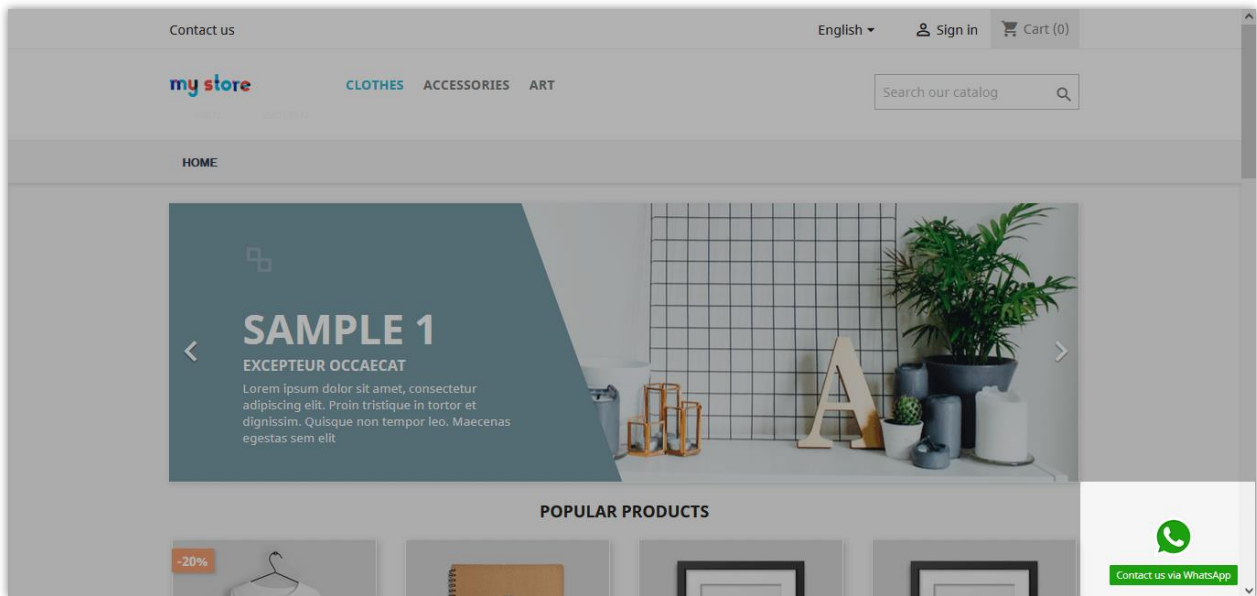 Contact us
English
Sign in
Cart (0)
my store
CLOTHES ACCESSORIES ART
Search our catalog
HOME
SAMPLE 1
EXCEPTEUR OCCAECAT
Lorem ipsum dolor sit amet, consectetur
adipiscing elit. Proin tristique in tortor et
dignissim. Quisque non tempor leo. Maecenas
egestas sem elit
A
POPULAR PRODUCTS
-20%
Contact us via WhatsApp